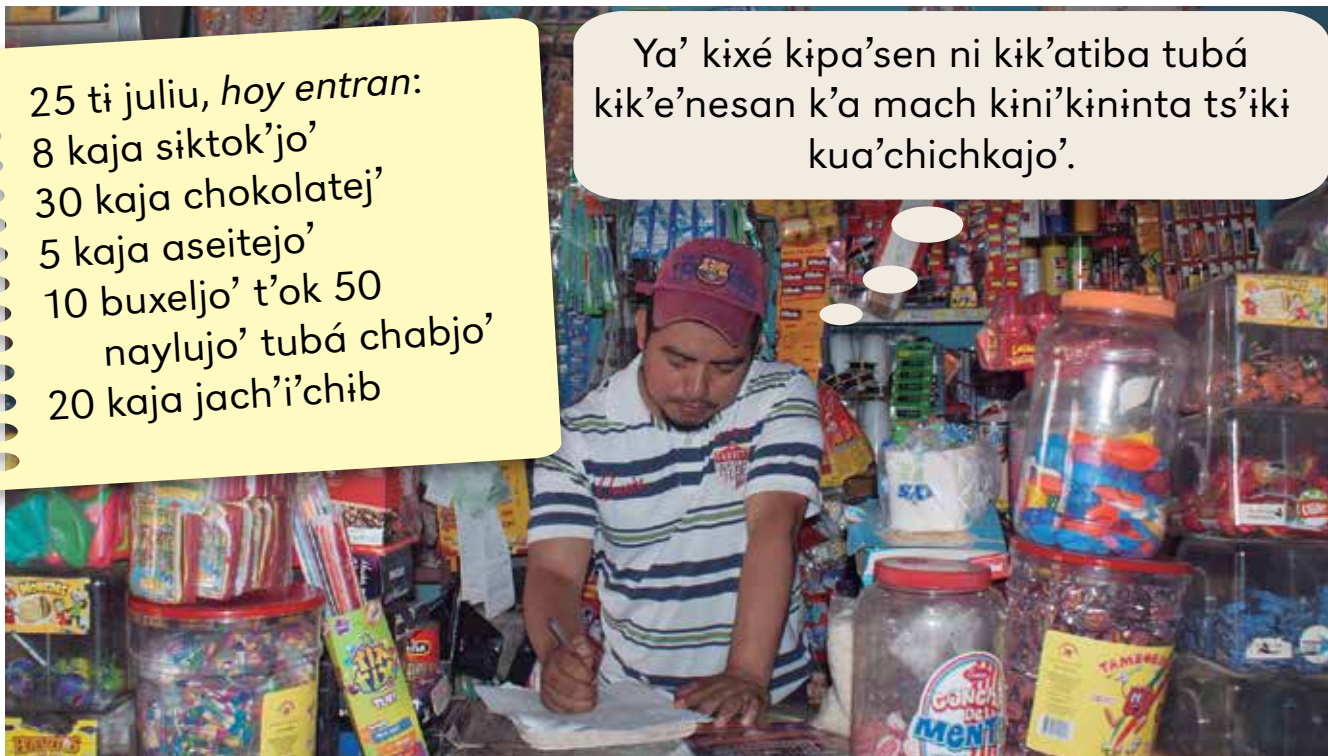 25 tɨ juliu, hoy entran:
8 kaja sɨktok’jo’
30 kaja chokolatej’
5 kaja aseitejo’
10 buxeljo’ t’ok 50
naylujo’ tubá chabjo’
20 kaja jach’i’chɨb
Ya’ kɨxé kɨpa’sen ni kɨk’atiba tubá
kɨk’e’nesan k’a mach kɨni’kɨnɨnta ts’ɨkɨ
kua’chichkajo’.
MENT